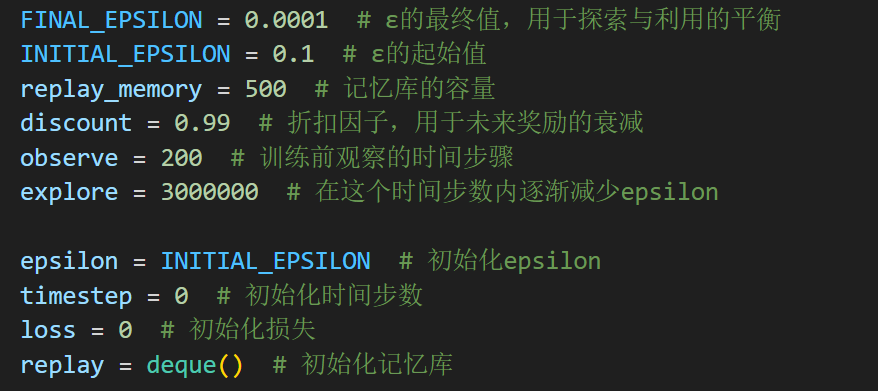 FINAL_EPSILON = 0.0001  # ε的最终值，用于探索与利用的平衡
INITIAL_EPSILON = 0.1  # ε的起始值
replay_memory = 500  # 记忆库的容量
discount = 0.99  # 折扣因子，用于未来奖励的衰减
observe = 200  # 训练前观察的时间步骤
explore = 3000000  # 在这个时间步数内逐渐减少epsilon
epsilon = INITIAL_EPSILON  # 初始化epsilon
timestep = 0  # 初始化时间步数
loss = 0  # 初始化损失
replay = deque()  # 初始化记忆库